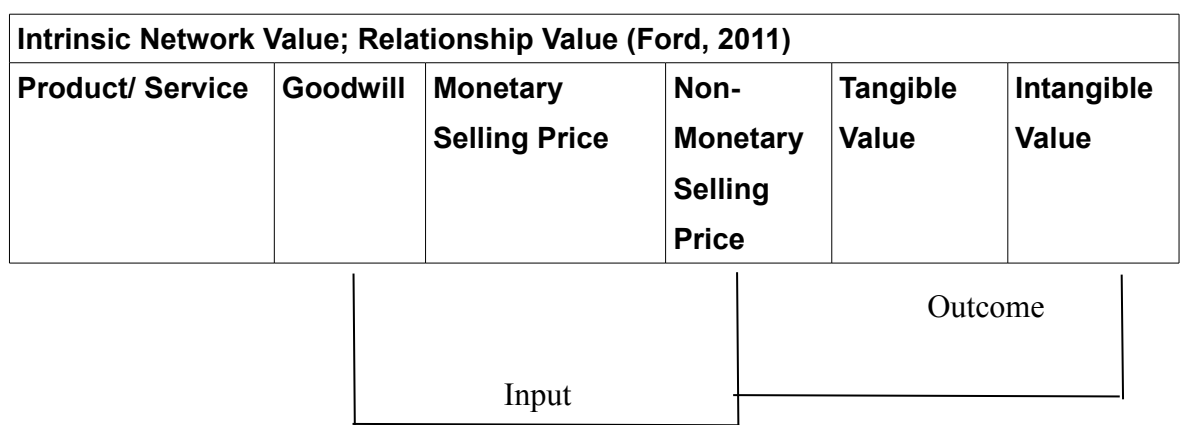 Intrinsic Network Value; Relationship Value (Ford, 2011)
Product/ Service
Goodwill
Monetary
Selling Price
Non-
Monetary
Selling
Price
Tangible
Value
Intangible
Value
Outcome
Input